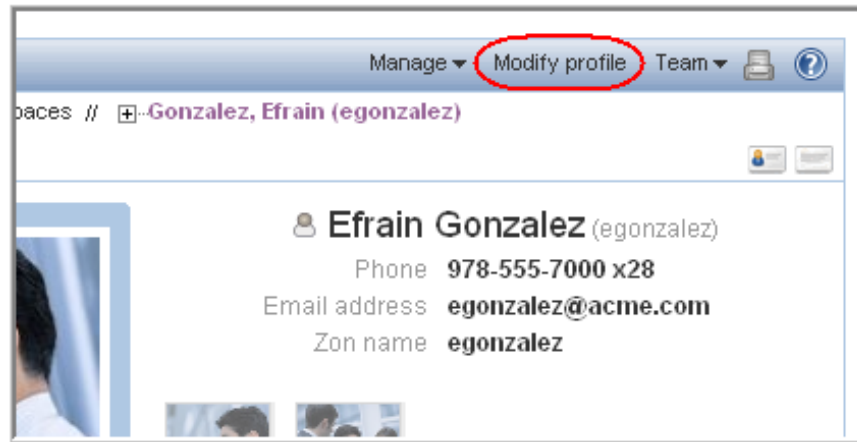 Manage Modify profile Team ?
paces // Gonzalez, Efrain (egonzalez)
Efrain Gonzalez (egonzalez)
Phone 978-555-7000 x28
Email address egonzalez@acme.com
Zon name egonzalez